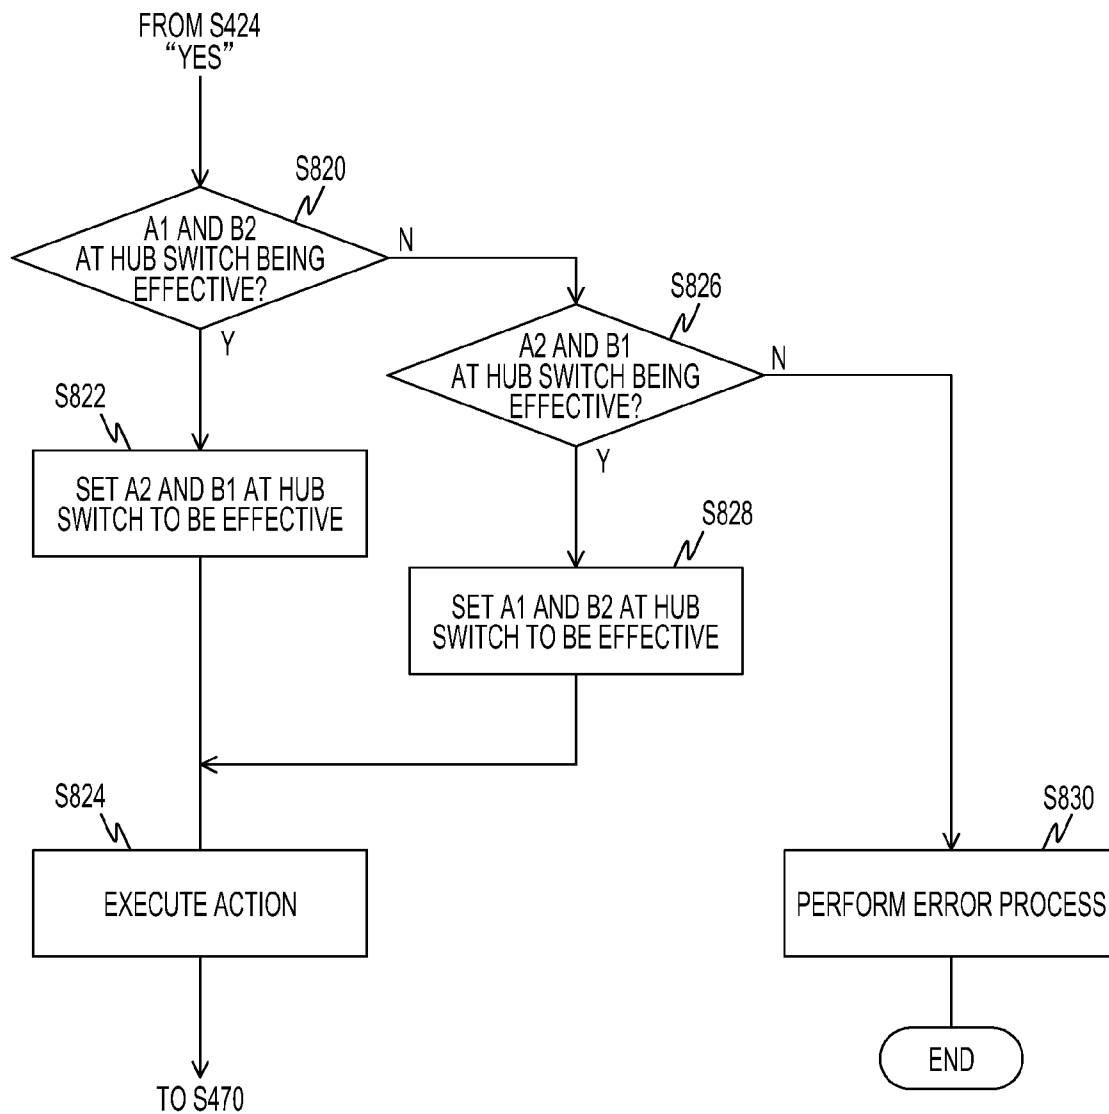 FROM S424
“YES”
S820
A1 AND B2
AT HUB SWITCH BEING
EFFECTIVE?
N
Y
S826
A2 AND B1
AT HUB SWITCH BEING
EFFECTIVE?
N
Y
S822
SET A2 AND B1 AT HUB
SWITCH TO BE EFFECTIVE
S828
SET A1 AND B2 AT HUB
SWITCH TO BE EFFECTIVE
S824
EXECUTE ACTION
S830
PERFORM ERROR PROCESS
END
TO S470